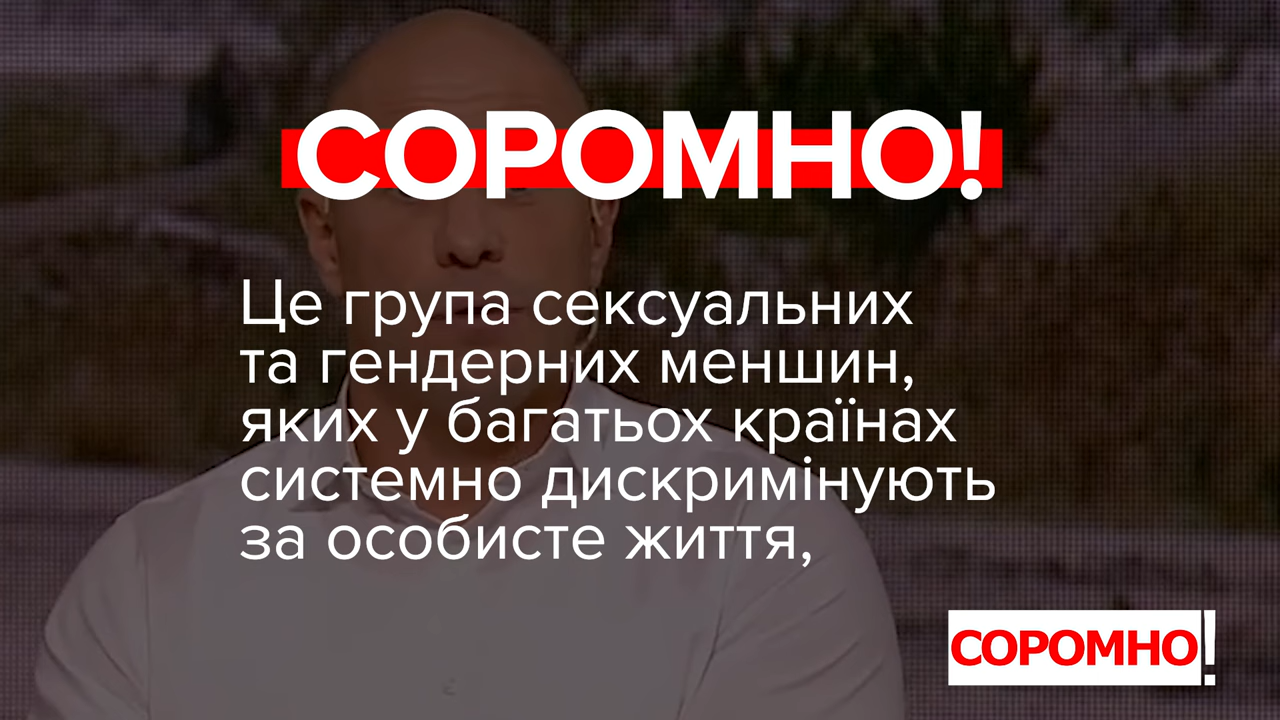 СОРОМНО!
Це група сексуальних
та гендерних меншин,
яких у багатьох країнах
системно дискримінують
за особисте життя,
СОРОМНО!